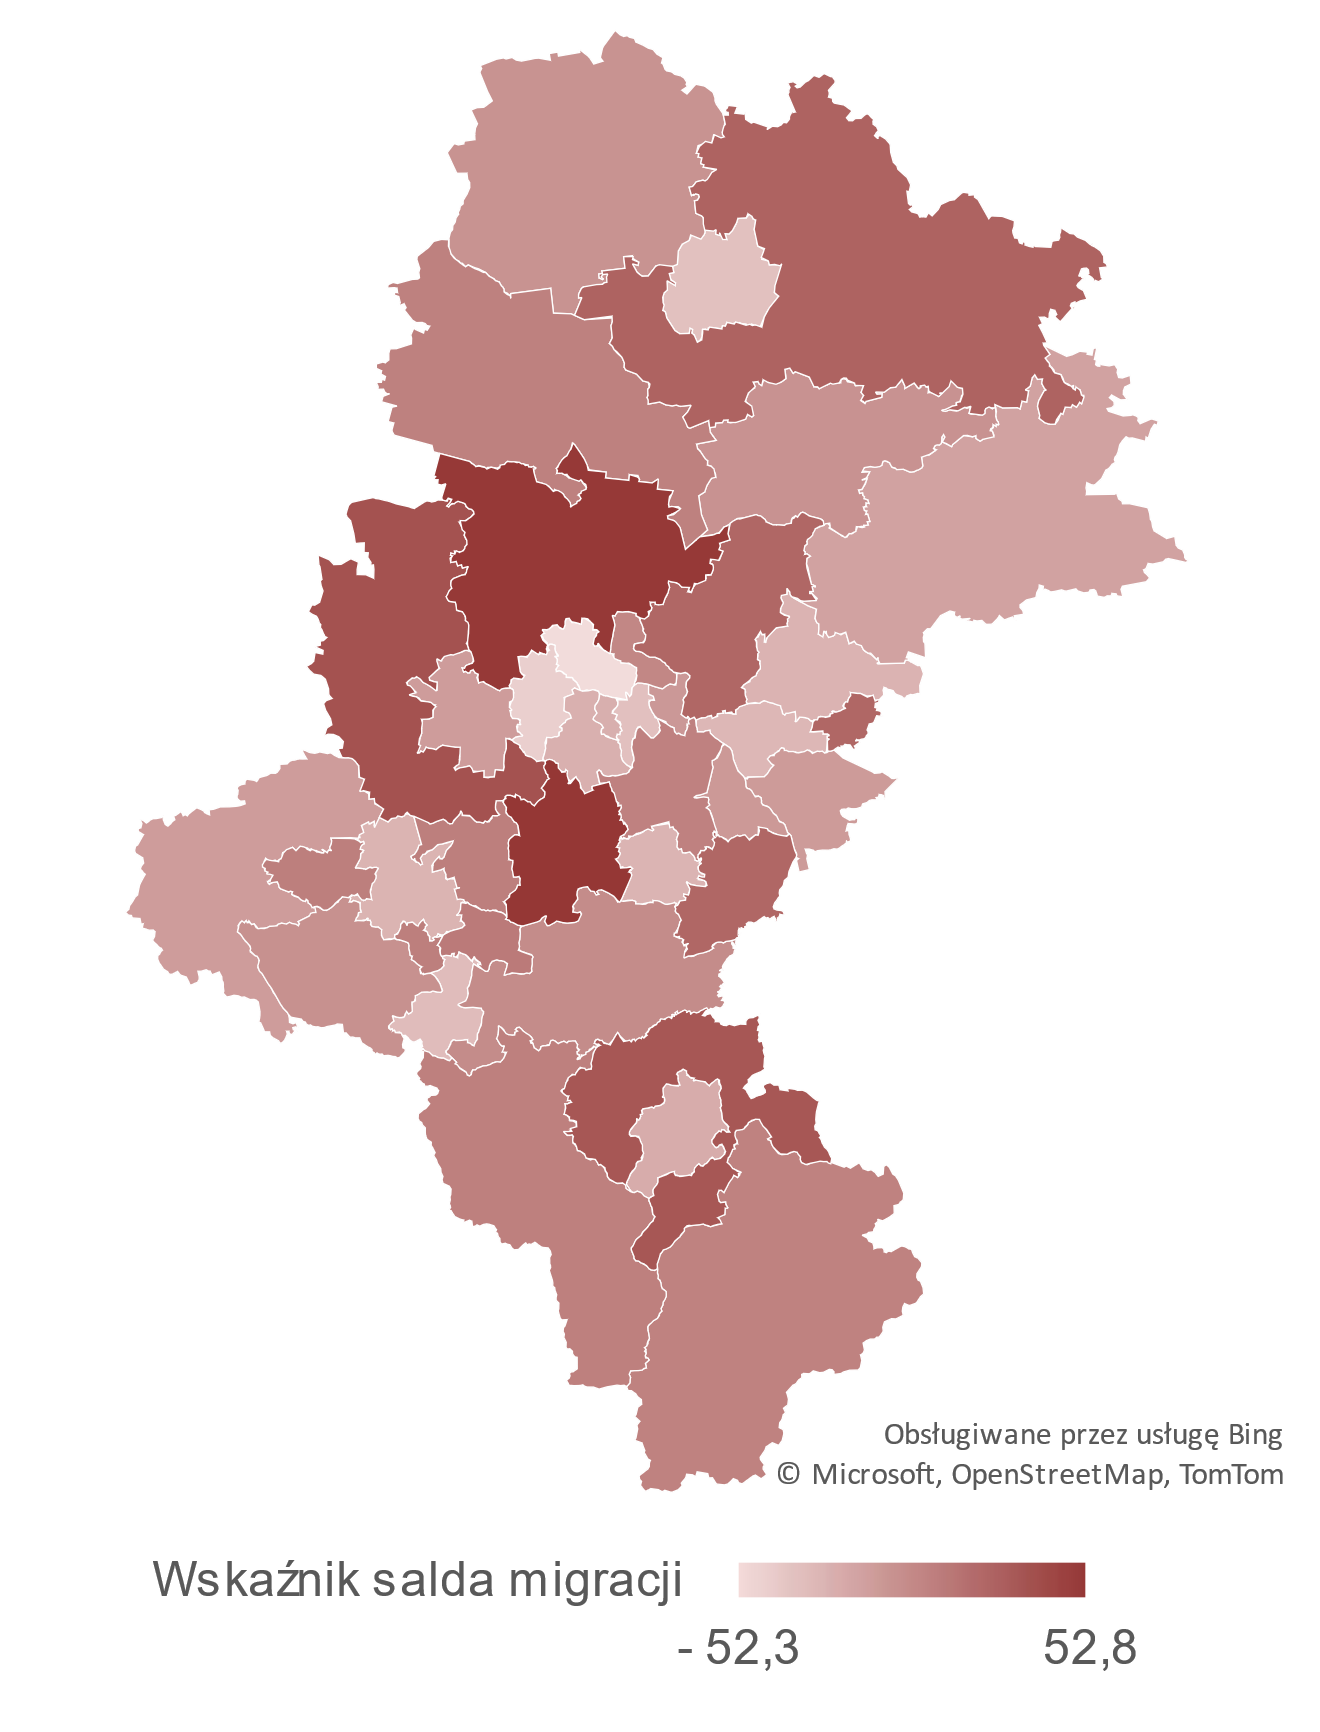 Obsługiwane przez usługę Bing
© Microsoft, OpenStreetMap, TomTom
Wskaźnik salda migracji
- 52,3 52,8